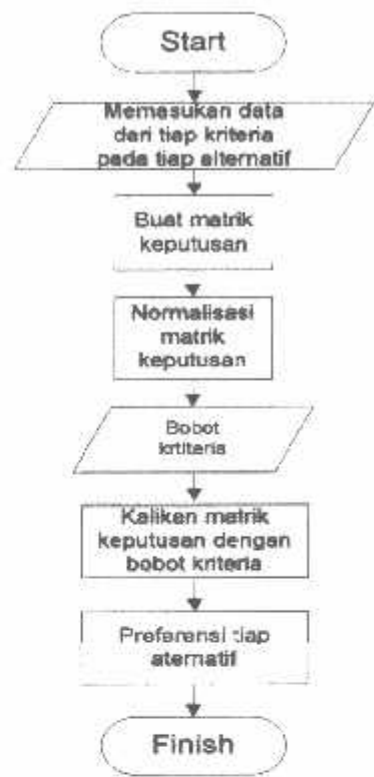 Start
Memasukan data
dari tiap kriteria
pada tiap alternatif
Buat matrik
keputusan
Normalisasi
matrik
keputusan
Bobot
krtiteria
Kalikan matrik
keputusan dengan
bobot kriteria
Preferensi tiap
aternatif
Finish